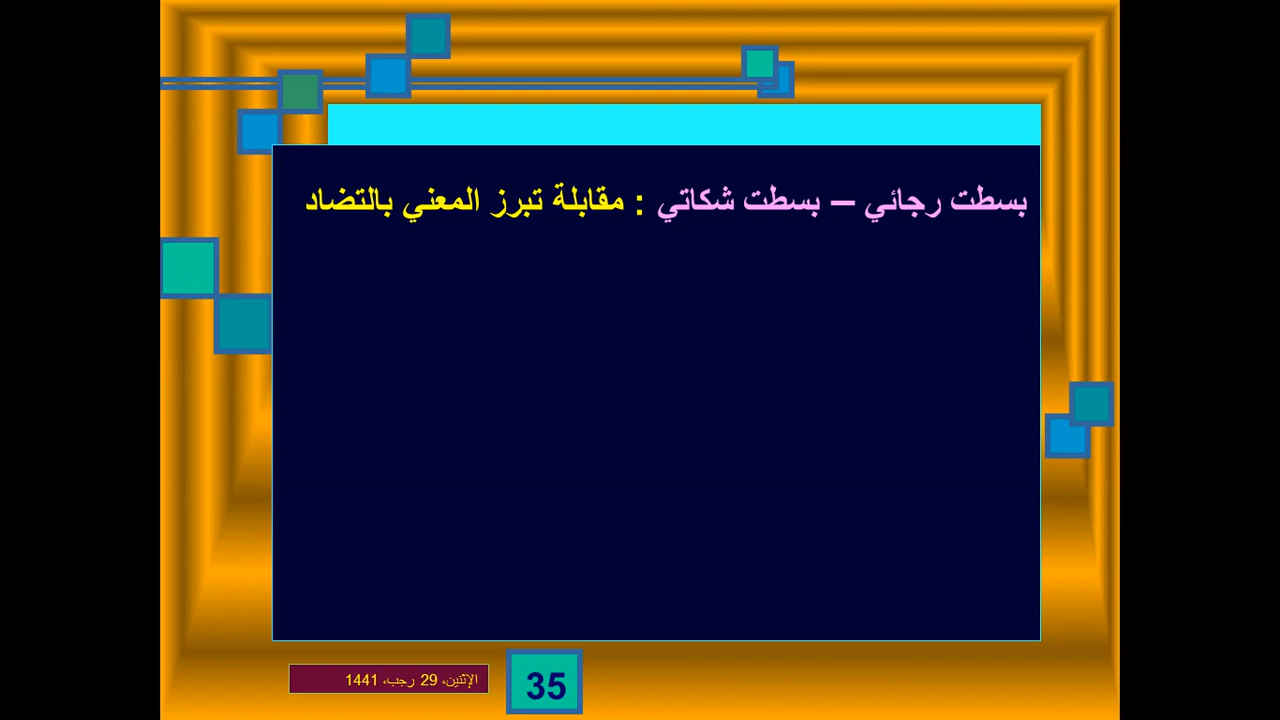 بسطت رجائي – بسطت شكاتي : مقابلة تبرز المعني بالتضاد
الإثنين، 29 رجب، 1441
35